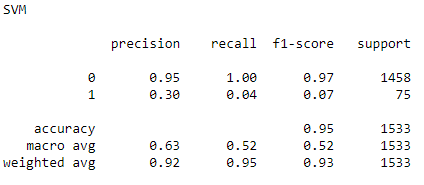 SVM
precision recall f1-score support
0 0.95 1.00 0.97 1458
1 0.30 0.04 0.07 75
accuracy 0.95 1533
macro avg 0.63 0.52 0.52 1533
weighted avg 0.92 0.95 0.93 1533